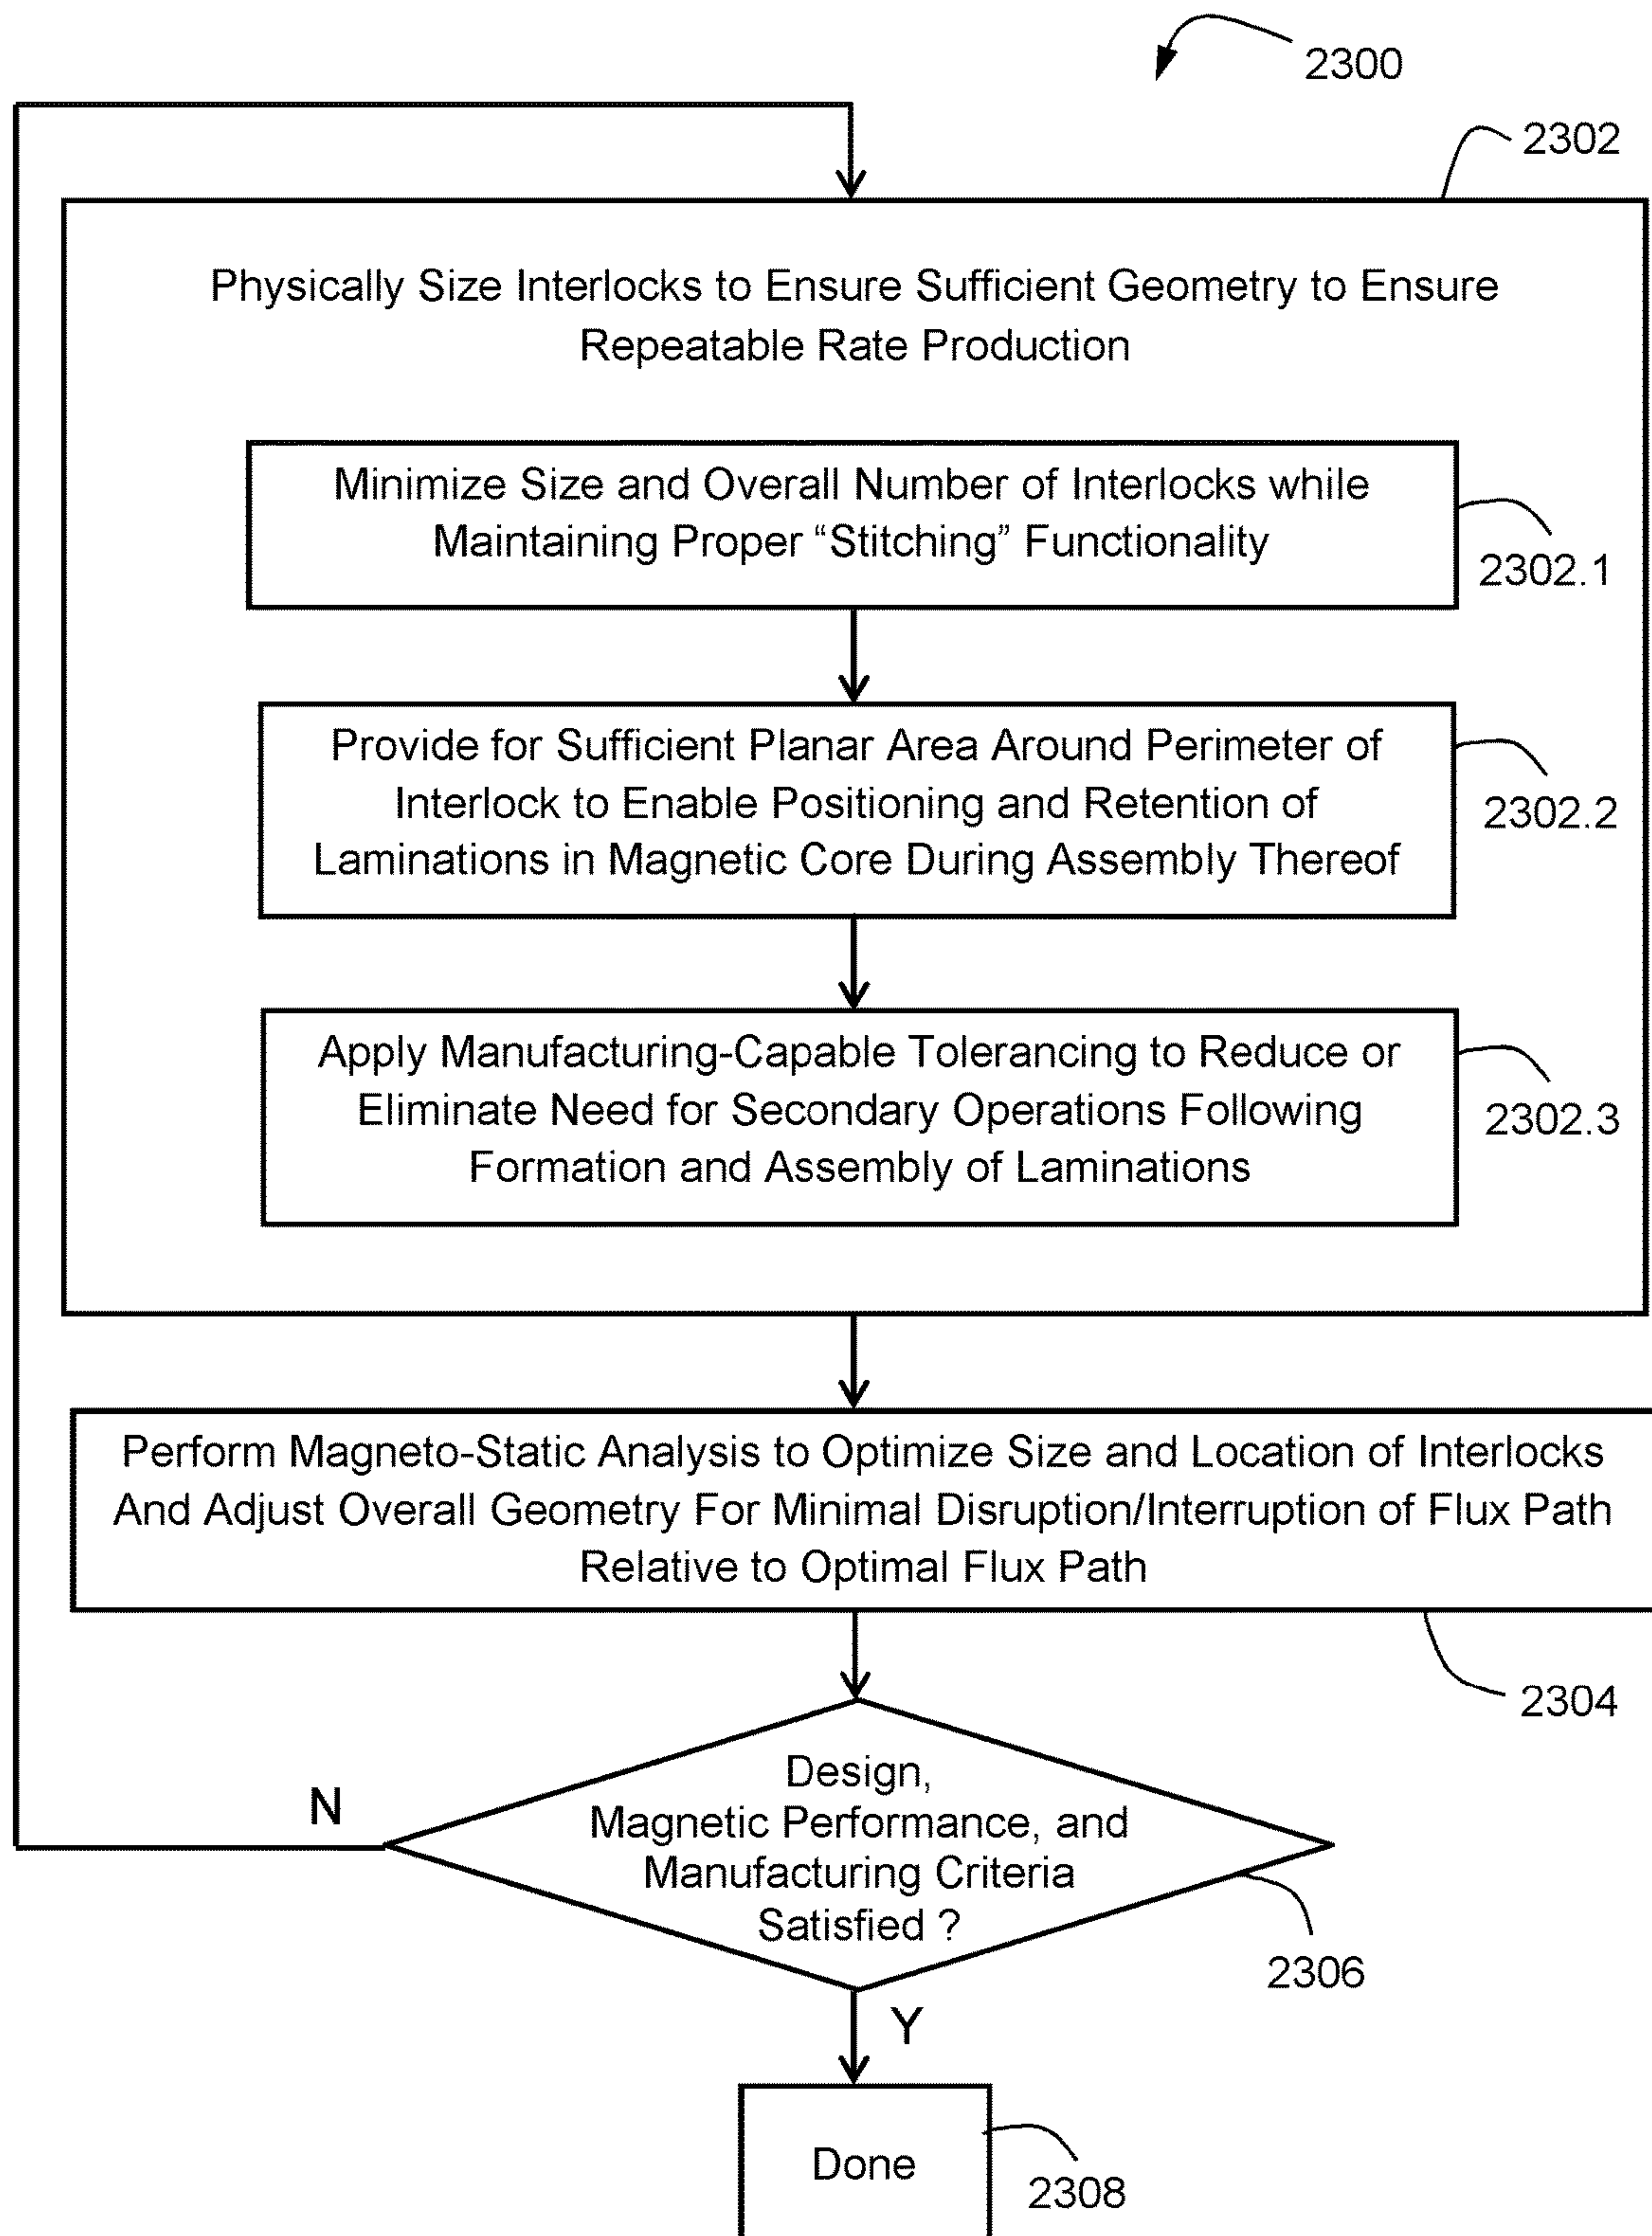 2300
2302
Physically Size Interlocks to Ensure Sufficient Geometry to Ensure
Repeatable Rate Production
Minimize Size and Overall Number of Interlocks while
Maintaining Proper “Stitching” Functionality
2302.1
Provide for Sufficient Planar Area Around Perimeter of
Interlock to Enable Positioning and Retention of
Laminations in Magnetic Core During Assembly Thereof
2302.2
Apply Manufacturing-Capable Tolerancing to Reduce or
Eliminate Need for Secondary Operations Following
Formation and Assembly of Laminations
2302.3
Perform Magneto-Static Analysis to Optimize Size and Location of Interlocks
And Adjust Overall Geometry For Minimal Disruption/Interruption of Flux Path
Relative to Optimal Flux Path
2304
Design,
Magnetic Performance, and
Manufacturing Criteria
Satisfied ?
N
2306
Y
Done
2308